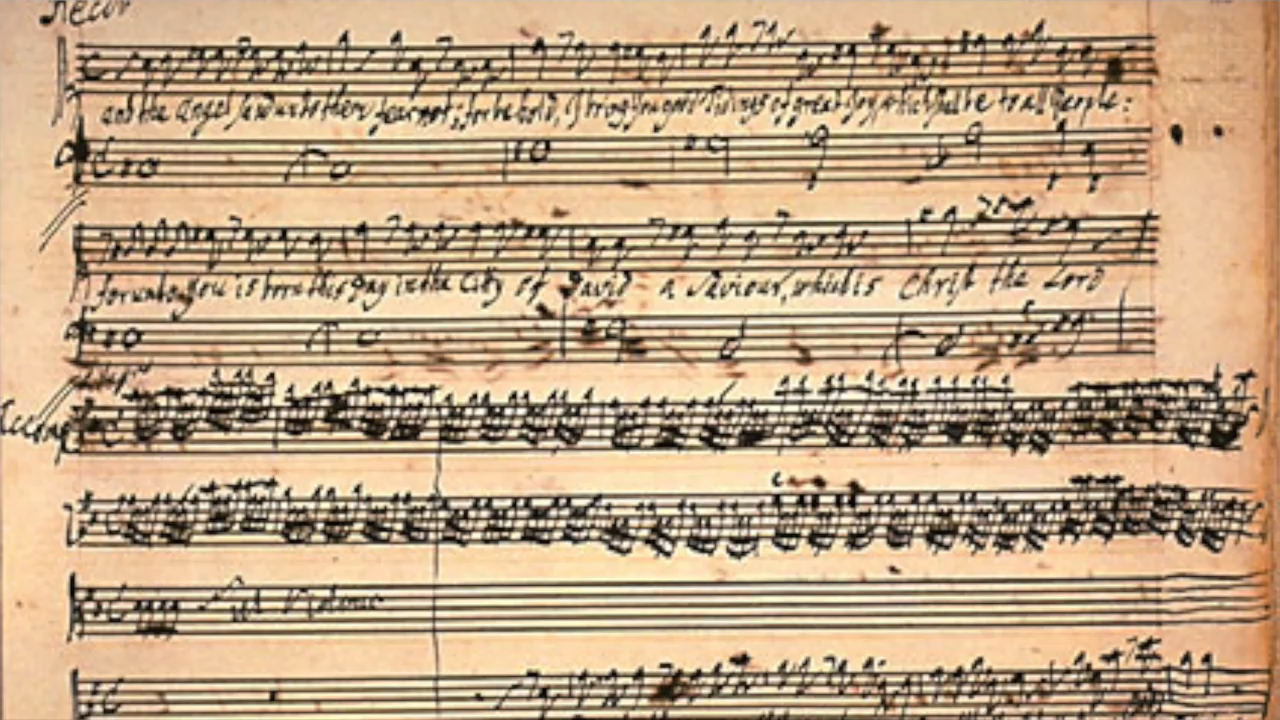 Recit
and the angel said unto them fear not; for behold, I bring you good Tidings of great Joy, which shall be to all People:
for unto you is born this Day in the City of David a Saviour, which is Christ the Lord